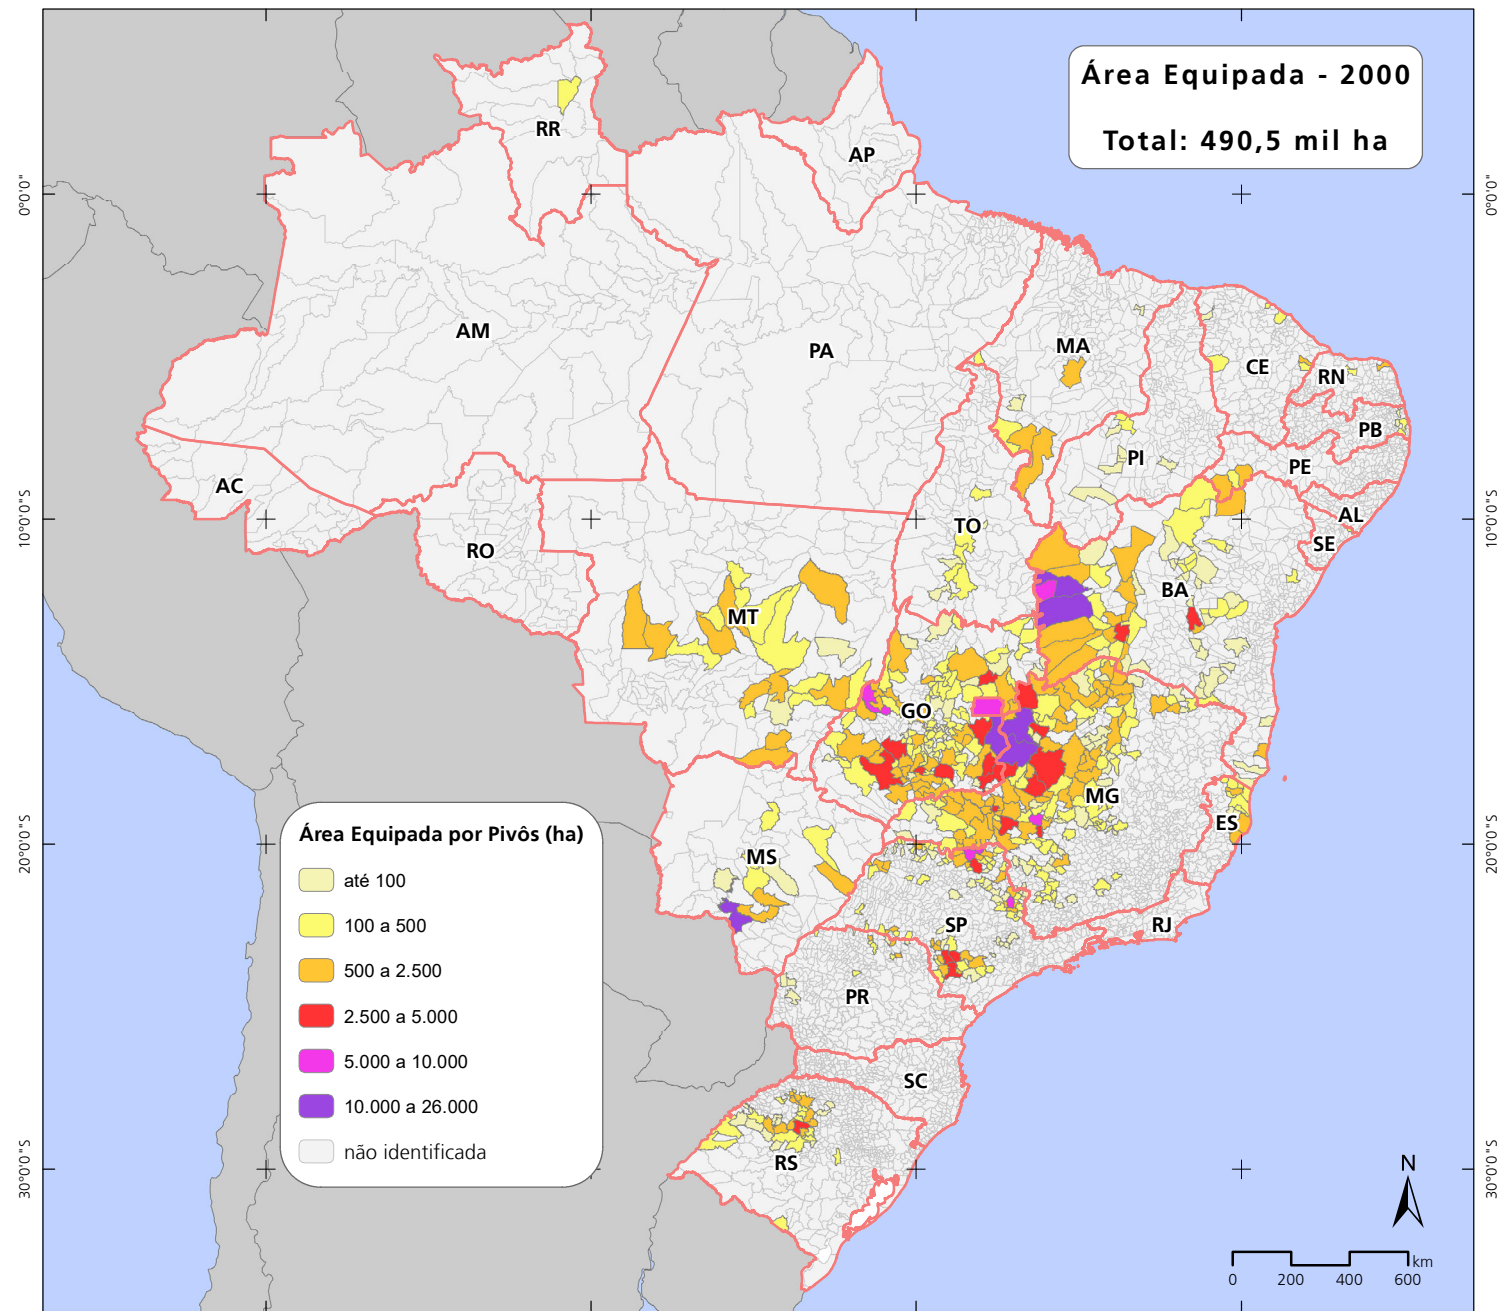 Área Equipada - 2000
Total: 490,5 mil ha
RR
AP
0°0'0"
0°0'0"
AM
PA
MA
CE
RN
PB
PI
PE
AC
AL
TO
10°0'0"S
10°0'0"S
SE
RO
BA
MT
GO
MG
ES
20°0'0"S
20°0'0"S
MS
SP
RJ
PR
SC
RS
30°0'0"S
30°0'0"S
Área Equipada por Pivôs (ha)
até 100
100 a 500
500 a 2.500
2.500 a 5.000
5.000 a 10.000
10.000 a 26.000
não identificada
N
km
0 200 400 600